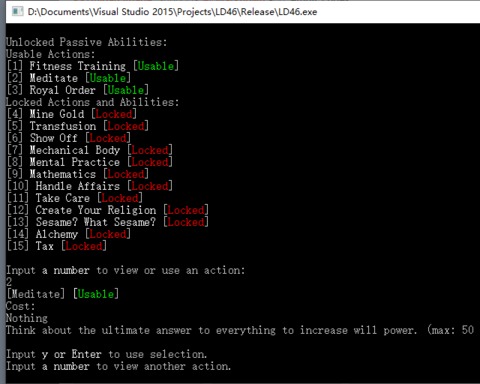 D:\Documents\Visual Studio 2015\Projects\LD46\Release\LD46.exe
Unlocked Passive Abilities:
Usable Actions:
[1] Fitness Training [Usable]
[2] Meditate [Usable]
[3] Royal Order [Usable]
Locked Actions and Abilities:
[4] Mine Gold [Locked]
[5] Transfusion [Locked]
[6] Show Off [Locked]
[7] Mechanical Body [Locked]
[8] Mental Practice [Locked]
[9] Mathematics [Locked]
[10] Handle Affairs [Locked]
[11] Take Care [Locked]
[12] Create Your Religion [Locked]
[13] Sesame? What Sesame? [Locked]
[14] Alchemy [Locked]
[15] Tax [Locked]
Input a number to view or use an action:
2
[Meditate] [Usable]
Cost:
Nothing
Think about the ultimate answer to everything to increase will power. (max: 50
Input y or Enter to use selection.
Input a number to view another action.